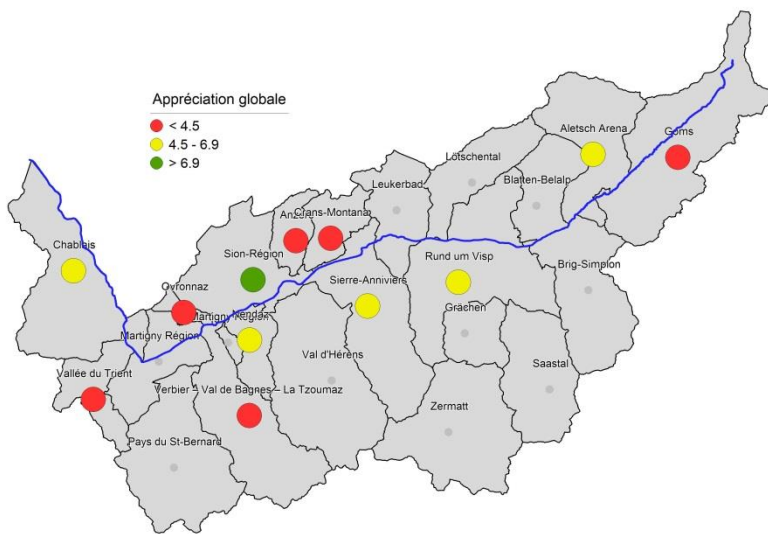 Appréciation globale
< 4.5
4.5 - 6.9
> 6.9
Aletsch Arena
Goms
Lötschental
Leukerbad
Blatten-Belalp
Crans-Montana
Chablais
Sion-Région
Rund um Visp
Sierre-Anniviers
Brig-Simplon
Ovronnaz
Grächen
Martigny Région
Martigny Région
Val d'Hérens
Saastal
Vallée du Trient
Verbier – Val de Bagnes – La Tzoumaz
Zermatt
Pays du St-Bernard